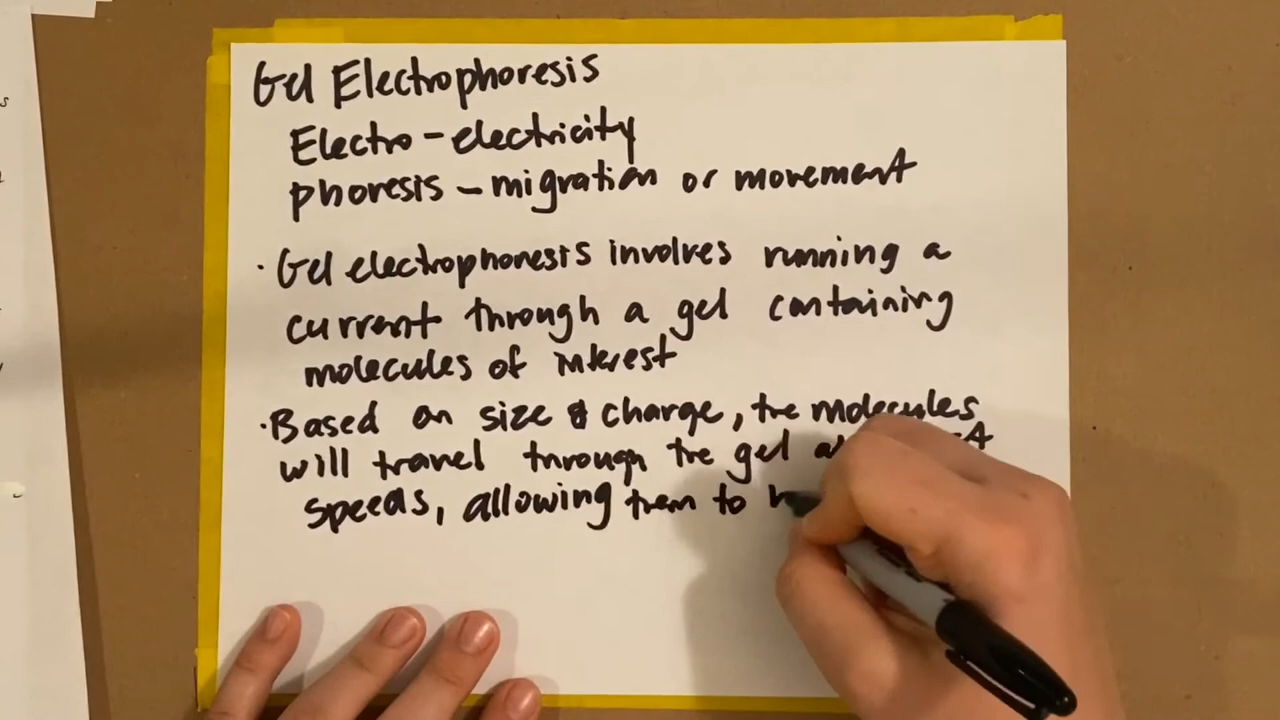 Gel Electrophoresis
Electro - electricity
phoresis - migration or movement
· Gel electrophoresis involves running a
current through a gel containing
molecules of interest
· Based on size & charge, the molecules
will travel through the gel
speeds, allowing them to